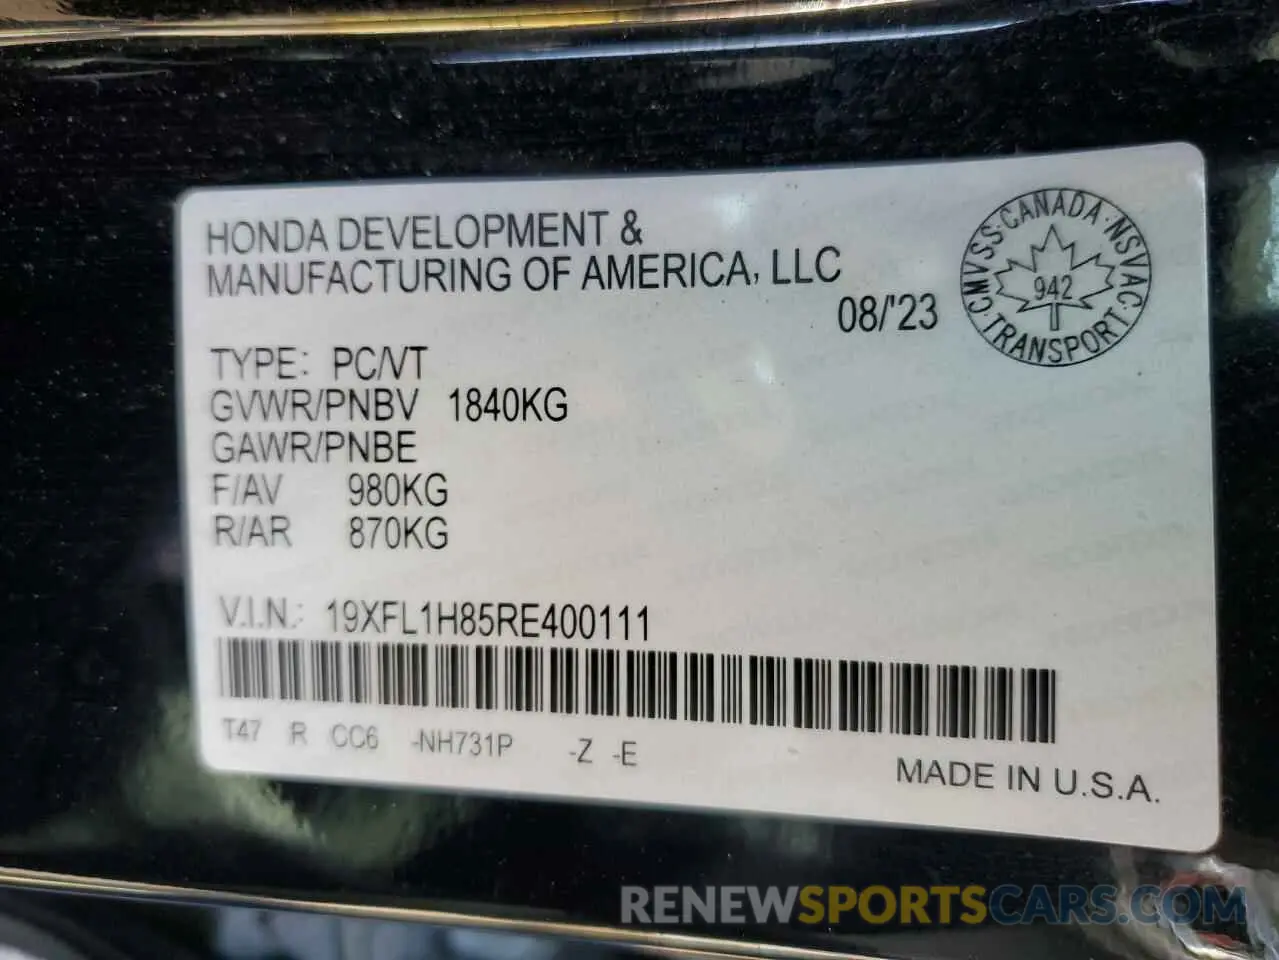 HONDA DEVELOPMENT &
MANUFACTURING OF AMERICA, LLC
08/'23
CMVSS·CANADA·NSVAC·TRANSPORT·
942
TYPE: PC/VT
GVWR/PNBV 1840KG
GAWR/PNBE
F/AV 980KG
R/AR 870KG
V.I.N.: 19XFL1H85RE400111
T47 R CC6 -NH731P -Z -E
MADE IN U.S.A.
RENEWSPORTSCARS.COM